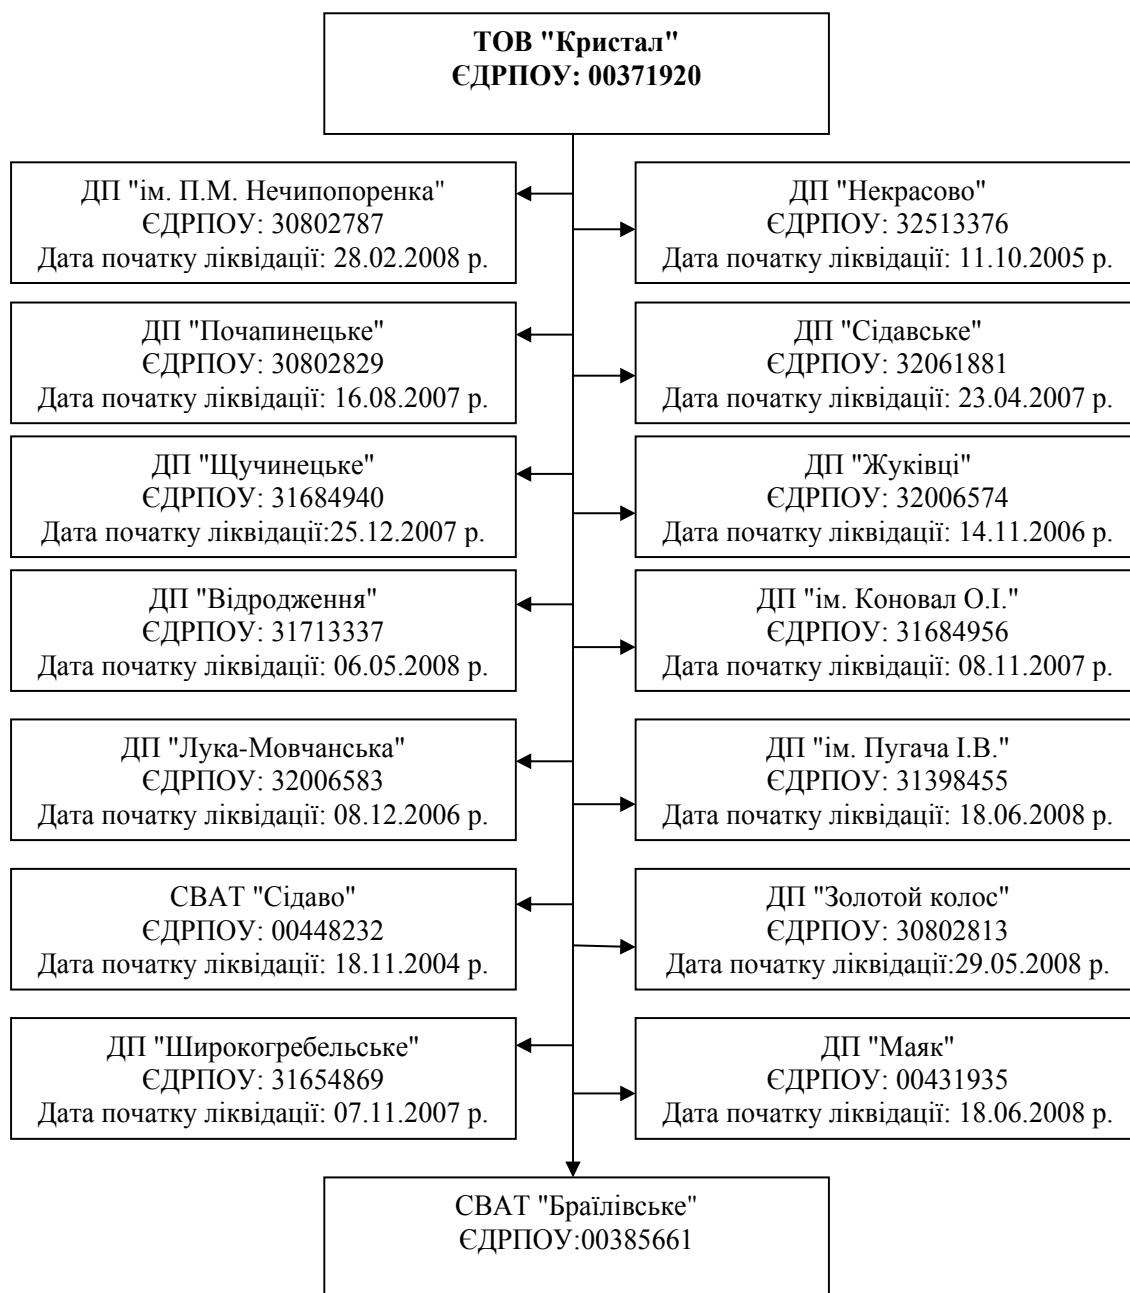 ТОВ "Кристал"
ЄДРПОУ: 00371920
ДП "ім. П.М. Нечипопоренка"
ЄДРПОУ: 30802787
Дата початку ліквідації: 28.02.2008 р.
ДП "Некрасово"
ЄДРПОУ: 32513376
Дата початку ліквідації: 11.10.2005 р.
ДП "Почапинецьке"
ЄДРПОУ: 30802829
Дата початку ліквідації: 16.08.2007 р.
ДП "Сідавське"
ЄДРПОУ: 32061881
Дата початку ліквідації: 23.04.2007 р.
ДП "Щучинецьке"
ЄДРПОУ: 31684940
Дата початку ліквідації:25.12.2007 р.
ДП "Жуківці"
ЄДРПОУ: 32006574
Дата початку ліквідації: 14.11.2006 р.
ДП "Відродження"
ЄДРПОУ: 31713337
Дата початку ліквідації: 06.05.2008 р.
ДП "ім. Коновал О.І."
ЄДРПОУ: 31684956
Дата початку ліквідації: 08.11.2007 р.
ДП "Лука-Мовчанська"
ЄДРПОУ: 32006583
Дата початку ліквідації: 08.12.2006 р.
ДП "ім. Пугача І.В."
ЄДРПОУ: 31398455
Дата початку ліквідації: 18.06.2008 р.
СВАТ "Сідаво"
ЄДРПОУ: 00448232
Дата початку ліквідації: 18.11.2004 р.
ДП "Золотой колос"
ЄДРПОУ: 30802813
Дата початку ліквідації:29.05.2008 р.
ДП "Широкогребельське"
ЄДРПОУ: 31654869
Дата початку ліквідації: 07.11.2007 р.
ДП "Маяк"
ЄДРПОУ: 00431935
Дата початку ліквідації: 18.06.2008 р.
СВАТ "Браїлівське"
ЄДРПОУ:00385661